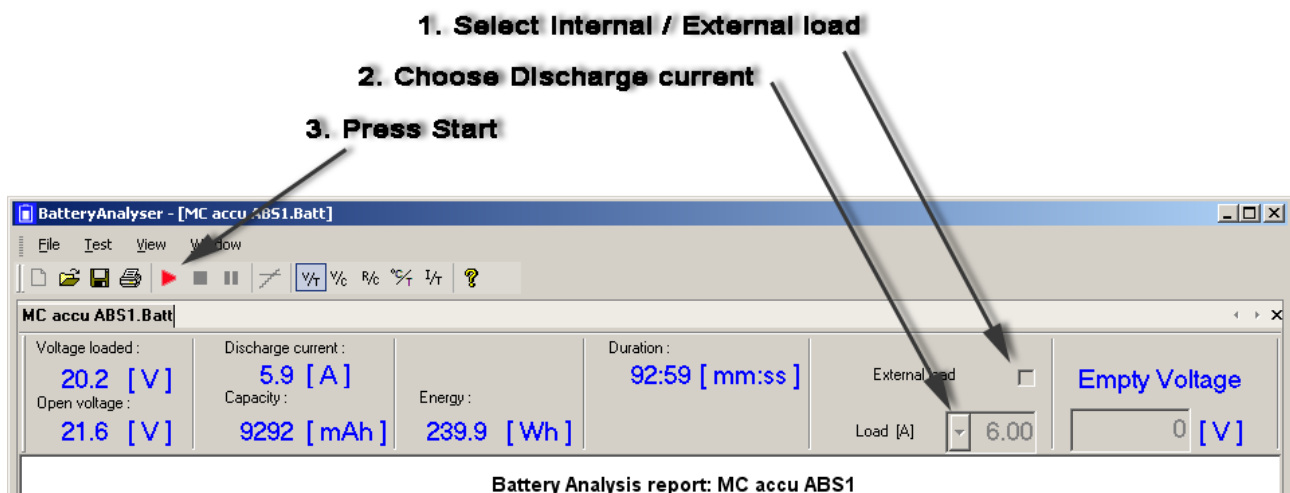 1. Select Internal / External load
2. Choose Discharge current
3. Press Start
BatteryAnalyser - [MC accu ABS1.Batt]
File Test View Window
V/T V/C R/C °C/T I/T ?
MC accu ABS1.Batt
Voltage loaded : Discharge current : Duration :
20.2 [ V ] 5.9 [ A ] 92:59 [ mm:ss ] External load Empty Voltage
Open voltage : Capacity : Energy :
21.6 [ V ] 9292 [ mAh ] 239.9 [ Wh ] Load [A] 6.00 0 [ V ]
Battery Analysis report: MC accu ABS1